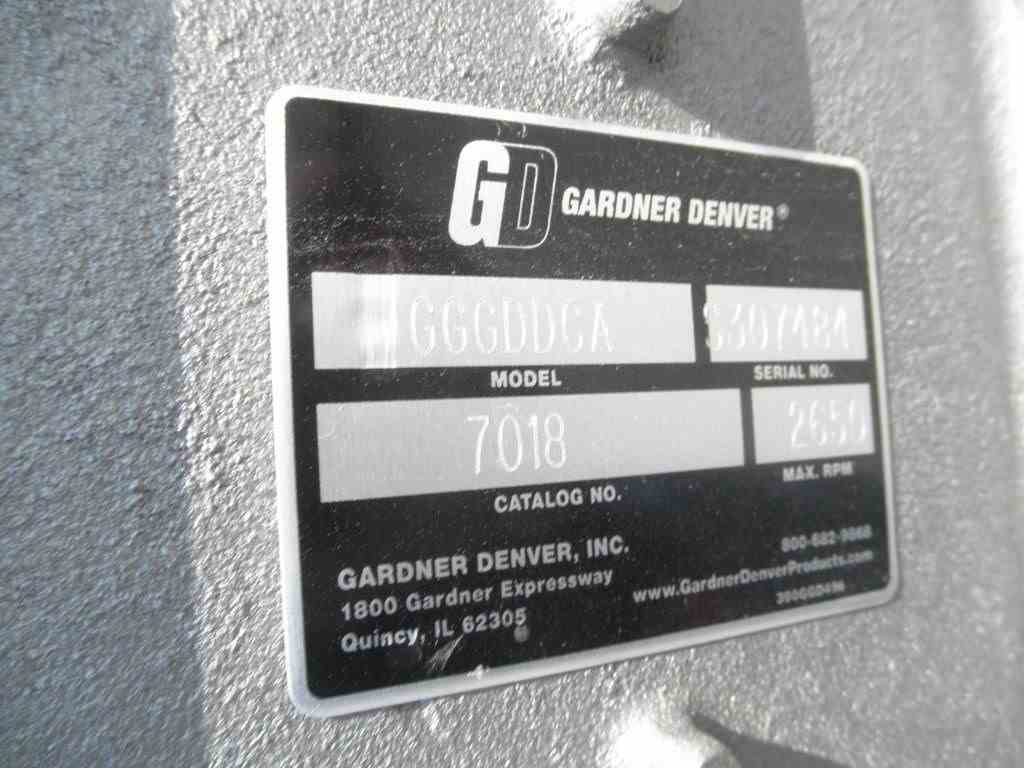 GD GARDNER DENVER®
GGGDDCA
MODEL
SERIAL NO.
7018
CATALOG NO.
2650
MAX. RPM
GARDNER DENVER, INC.
1800 Gardner Expressway
Quincy, IL 62305
www.GardnerDenverProducts.com